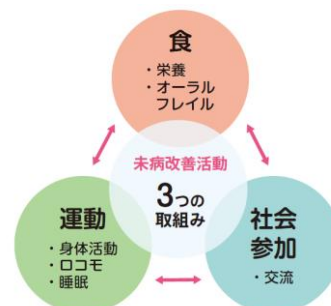 食
・栄養
・オーラル
フレイル
未病改善活動
3つの
取組み
運動
・身体活動
・ロコモ
・睡眠
社会
参加
・交流